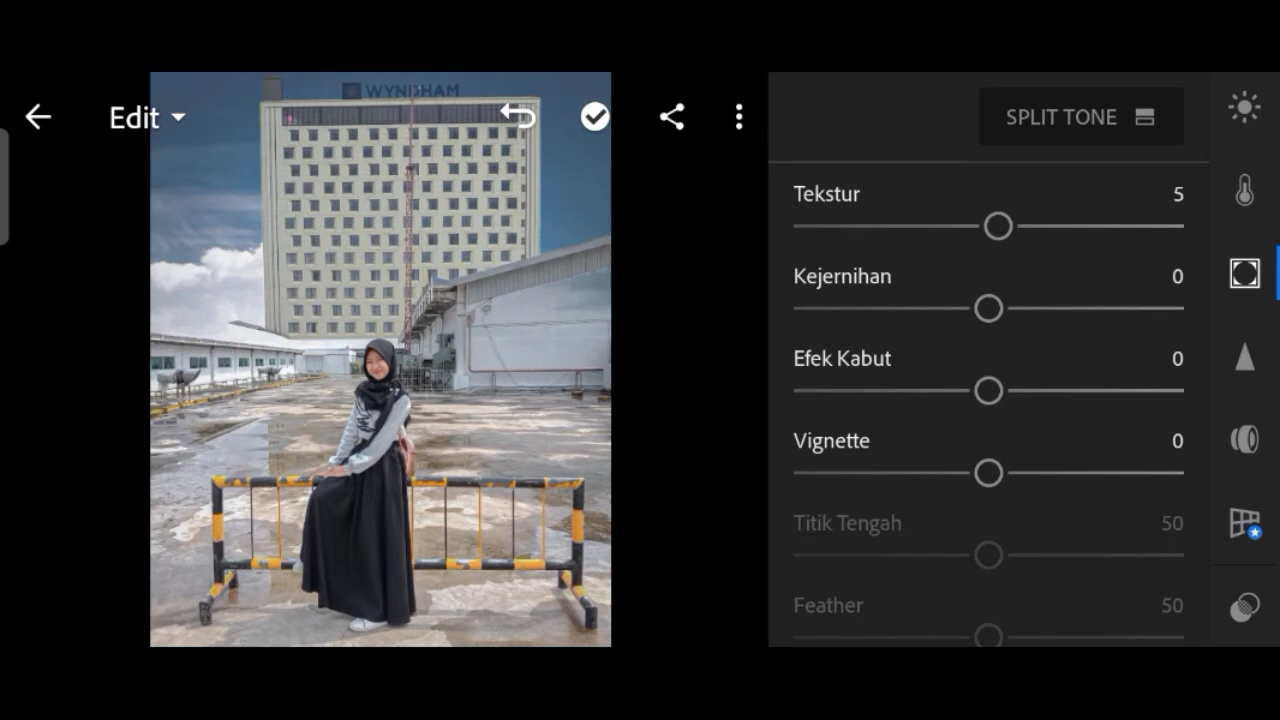 WYNDHAM
Edit
SPLIT TONE
Tekstur 5
Kejernihan 0
Efek Kabut 0
Vignette 0
Titik Tengah 50
Feather 50